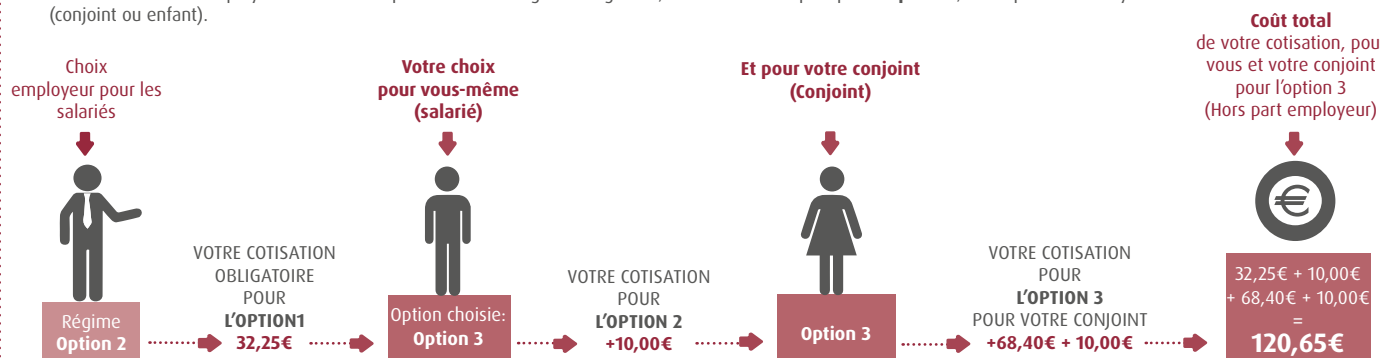 (conjoint ou enfant).
Choix
employeur pour les
salariés
Régime
Option 2
VOTRE COTISATION
OBLIGATOIRE
POUR
L'OPTION1
32,25€
Votre choix
pour vous-même
(salarié)
Option choisie:
Option 3
VOTRE COTISATION
POUR
L'OPTION 2
+10,00€
Et pour votre conjoint
(Conjoint)
Option 3
VOTRE COTISATION
POUR
L'OPTION 3
POUR VOTRE CONJOINT
+68,40€ + 10,00€
Coût total
de votre cotisation, pou
vous et votre conjoint
pour l'option 3
(Hors part employeur)
€
32,25€ + 10,00€
+ 68,40€ + 10,00€
=
120,65€